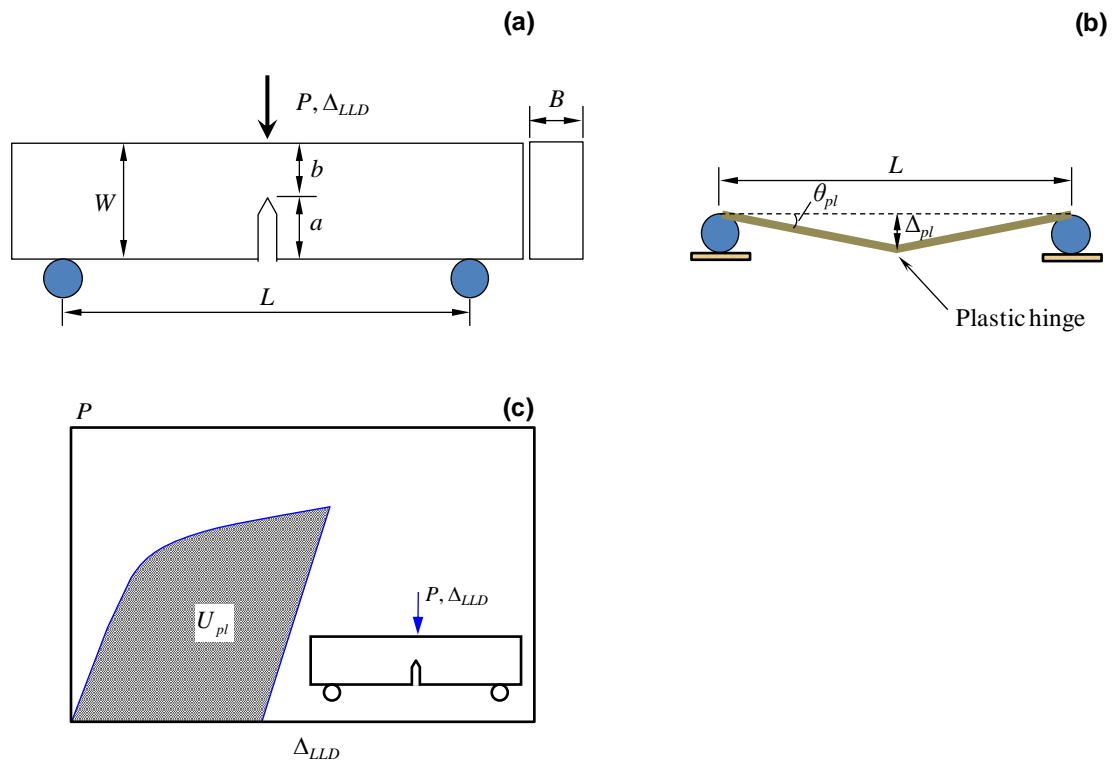 (a)
P, Δ_LLD
B
W
b
a
L
(b)
L
θ_pl
Δ_pl
Plastic hinge
(c)
P
U_pl
P, Δ_LLD
Δ_LLD